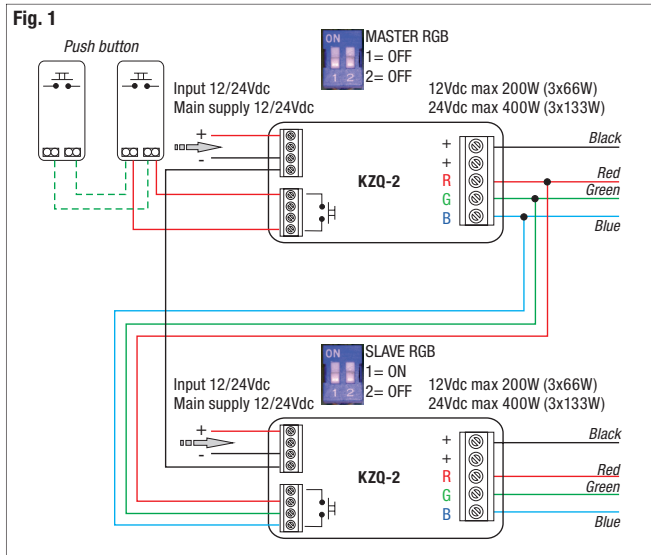 Fig. 1
Push button
ON
1 2
MASTER RGB
1= OFF
2= OFF
Input 12/24Vdc
Main supply 12/24Vdc
12Vdc max 200W (3x66W)
24Vdc max 400W (3x133W)
+
-
KZQ-2
+
+
R
G
B
Black
Red
Green
Blue
ON
1 2
SLAVE RGB
1= ON
2= OFF
Input 12/24Vdc
Main supply 12/24Vdc
12Vdc max 200W (3x66W)
24Vdc max 400W (3x133W)
+
-
KZQ-2
+
+
R
G
B
Black
Red
Green
Blue